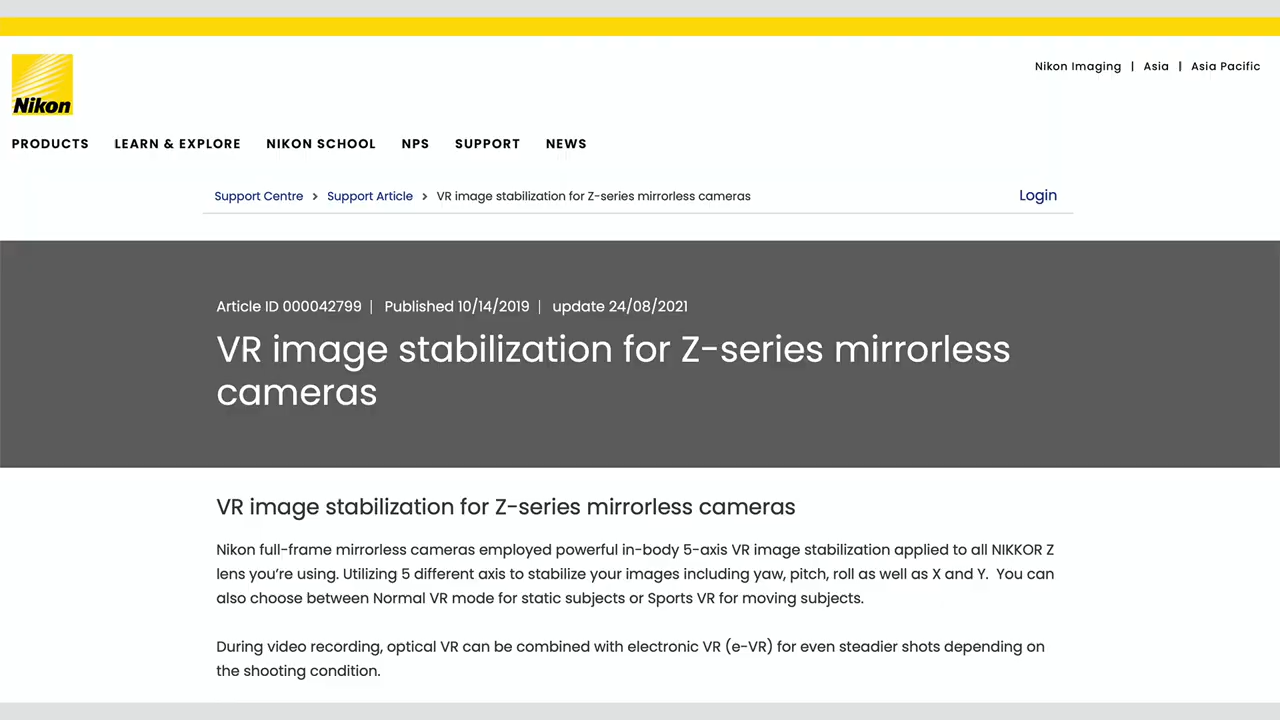 Nikon Imaging | Asia | Asia Pacific
Nikon
PRODUCTS LEARN & EXPLORE NIKON SCHOOL NPS SUPPORT NEWS
Support Centre > Support Article > VR image stabilization for Z-series mirrorless cameras Login
Article ID 000042799 | Published 10/14/2019 | update 24/08/2021
VR image stabilization for Z-series mirrorless
cameras
VR image stabilization for Z-series mirrorless cameras
Nikon full-frame mirrorless cameras employed powerful in-body 5-axis VR image stabilization applied to all NIKKOR Z
lens you’re using. Utilizing 5 different axis to stabilize your images including yaw, pitch, roll as well as X and Y. You can
also choose between Normal VR mode for static subjects or Sports VR for moving subjects.
During video recording, optical VR can be combined with electronic VR (e-VR) for even steadier shots depending on
the shooting condition.